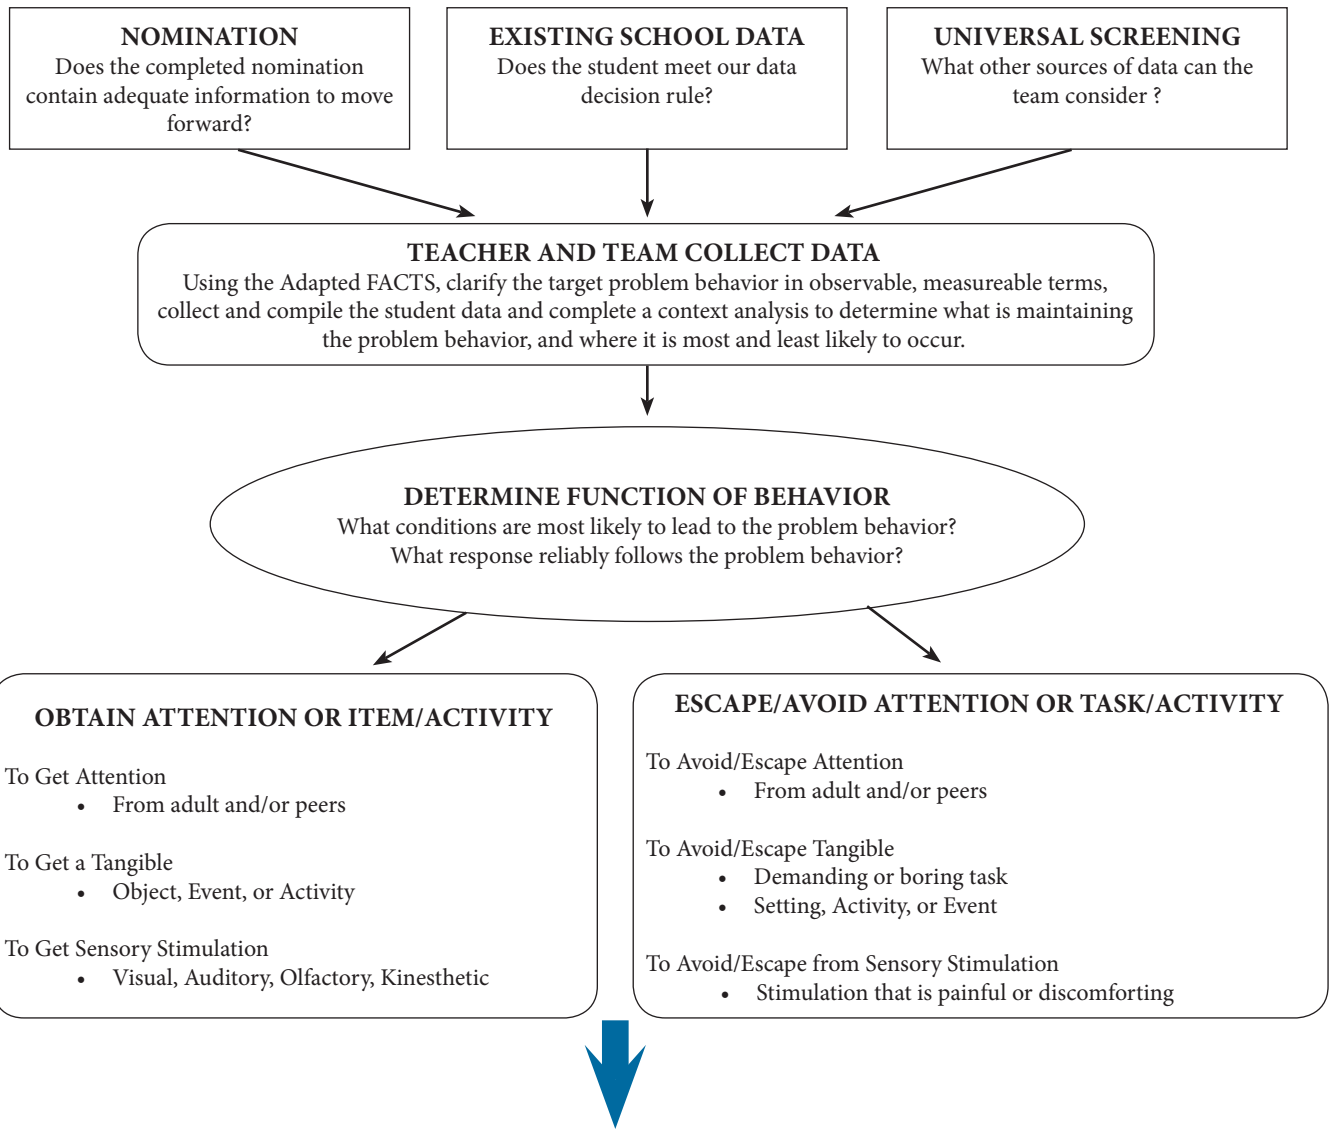 NOMINATION
Does the completed nomination
contain adequate information to move
forward?
EXISTING SCHOOL DATA
Does the student meet our data
decision rule?
UNIVERSAL SCREENING
What other sources of data can the
team consider ?
TEACHER AND TEAM COLLECT DATA
Using the Adapted FACTS, clarify the target problem behavior in observable, measureable terms,
collect and compile the student data and complete a context analysis to determine what is maintaining
the problem behavior, and where it is most and least likely to occur.
DETERMINE FUNCTION OF BEHAVIOR
What conditions are most likely to lead to the problem behavior?
What response reliably follows the problem behavior?
OBTAIN ATTENTION OR ITEM/ACTIVITY
To Get Attention
• From adult and/or peers
To Get a Tangible
• Object, Event, or Activity
To Get Sensory Stimulation
• Visual, Auditory, Olfactory, Kinesthetic
ESCAPE/AVOID ATTENTION OR TASK/ACTIVITY
To Avoid/Escape Attention
• From adult and/or peers
To Avoid/Escape Tangible
• Demanding or boring task
• Setting, Activity, or Event
To Avoid/Escape from Sensory Stimulation
• Stimulation that is painful or discomforting